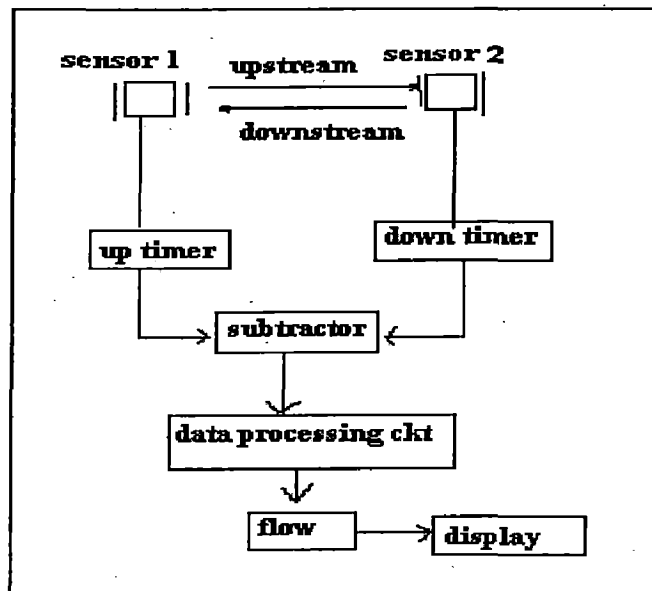 sensor 1
upstream
sensor 2
downstream
up timer
down timer
subtractor
data processing ckt
flow
display